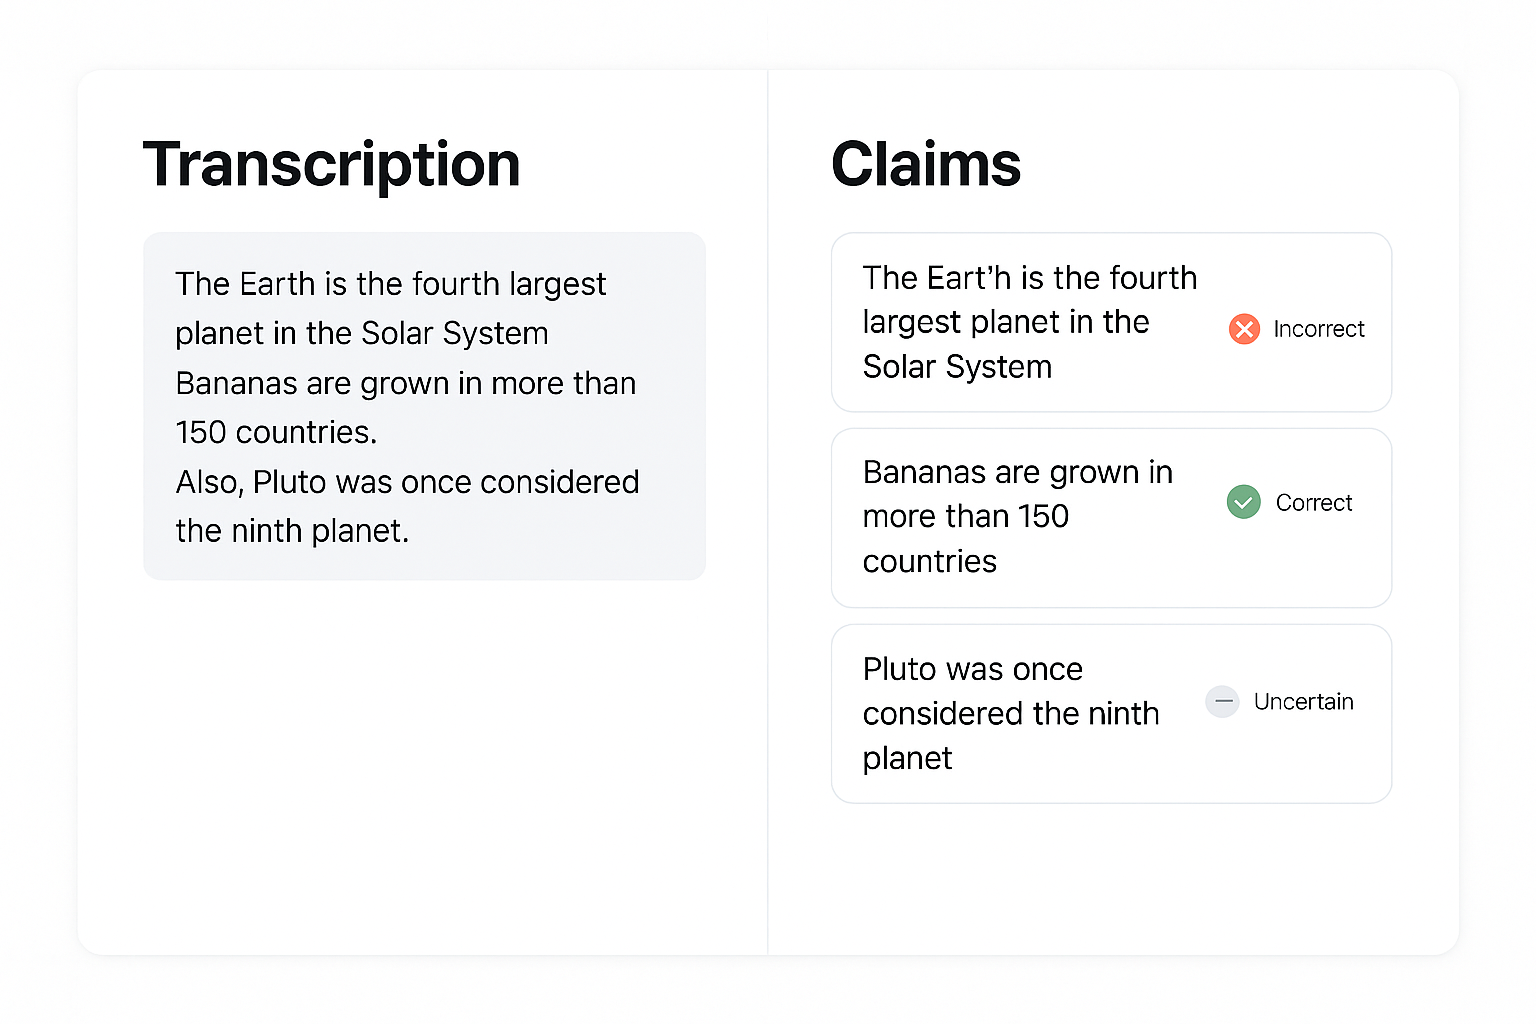 Transcription
The Earth is the fourth largest
planet in the Solar System
Bananas are grown in more than
150 countries.
Also, Pluto was once considered
the ninth planet.
Claims
The Eart’h is the fourth
largest planet in the
Solar System
Incorrect
Bananas are grown in
more than 150
countries
Correct
Pluto was once
considered the ninth
planet
Uncertain